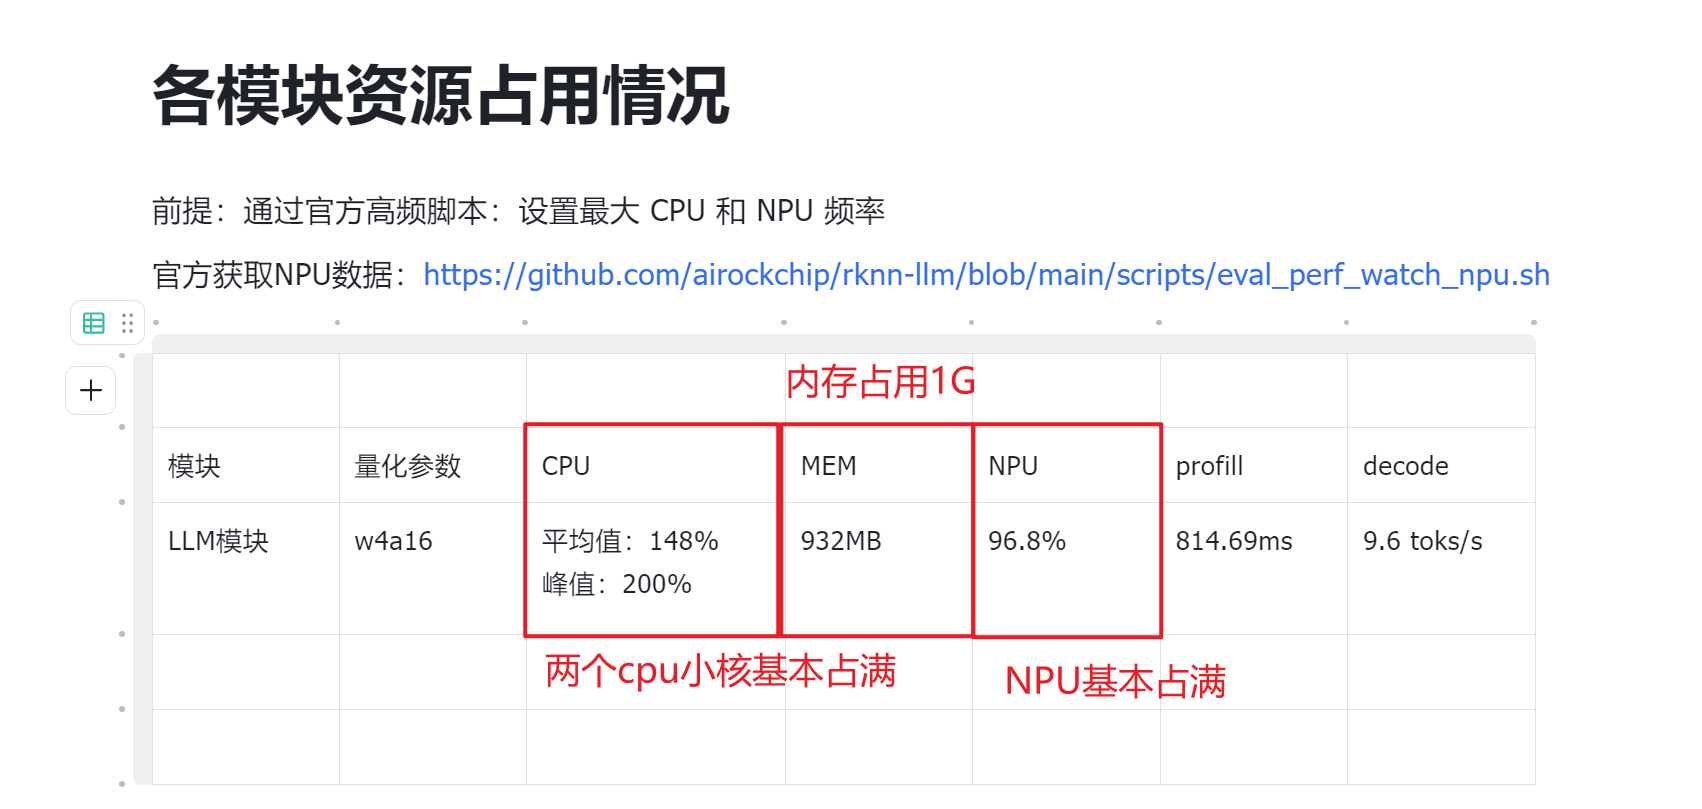 各模块资源占用情况
前提：通过官方高频脚本：设置最大 CPU 和 NPU 频率
官方获取NPU数据：https://github.com/airockchip/rknn-llm/blob/main/scripts/eval_perf_watch_npu.sh
内存占用1G
模块 量化参数 CPU MEM NPU profill decode
LLM模块 w4a16 平均值：148% 932MB 96.8% 814.69ms 9.6 toks/s
峰值：200%
两个cpu小核基本占满
NPU基本占满